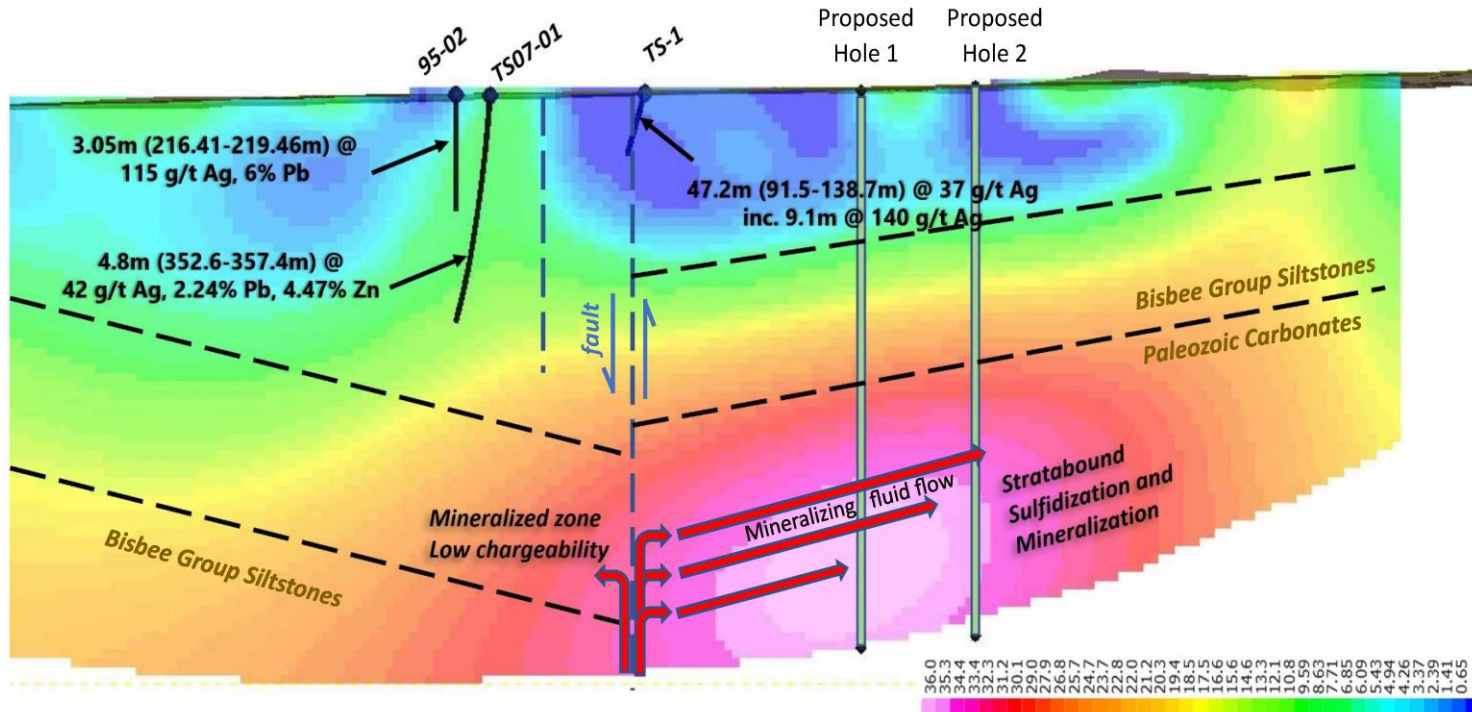 95-02
TS07-01
TS-1
Proposed
Hole 1
Proposed
Hole 2
3.05m (216.41-219.46m) @
115 g/t Ag, 6% Pb
47.2m (91.5-138.7m) @ 37 g/t Ag
inc. 9.1m @ 140 g/t Ag
4.8m (352.6-357.4m) @
42 g/t Ag, 2.24% Pb, 4.47% Zn
fault
Bisbee Group Siltstones
Paleozoic Carbonates
Mineralized zone
Low chargeability
Mineralizing fluid flow
Stratabound
Sulfidization and
Mineralization
Bisbee Group Siltstones
36.0
35.3
34.4
33.4
32.3
31.2
30.1
29.0
27.9
26.8
25.7
24.7
23.7
22.8
22.0
21.2
20.3
19.4
18.5
17.5
16.6
15.6
14.6
13.3
12.1
10.8
9.59
8.63
7.71
6.85
6.09
5.43
4.94
4.26
3.37
2.39
1.41
0.65